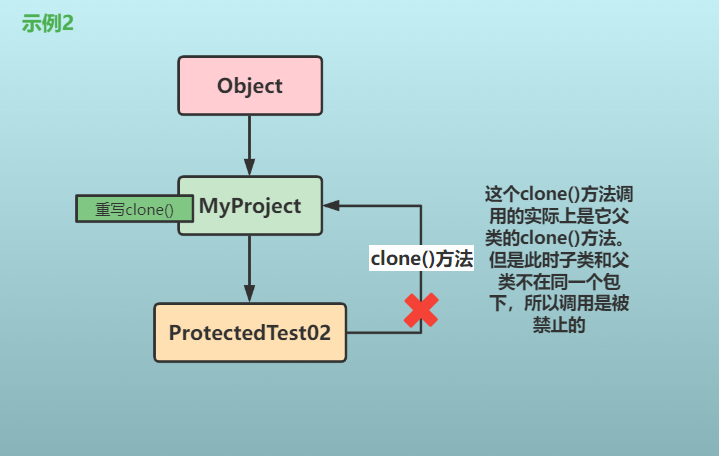 示例2
Object
重写clone()
MyProject
clone()方法
ProtectedTest02
这个clone()方法调
用的实际上是它父
类的clone()方法。
但是此时子类和父
类不在同一个包
下，所以调用是被
禁止的